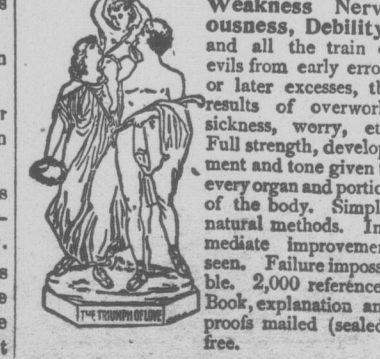 Weakness Nerv
ousness, Debility
and all the train
evils from early erro
or later excesses, th
results of overwork
sickness, worry, et
Full strength, develop
ment and tone given
every organ and portio
of the body. Simpl
natural methods. Im
mediate improvemen
seen. Failure imposs
ble. 2,000 reference
Book, explanation an
proofs mailed (sealed
free.
THE TRIUMPH OF LOVE